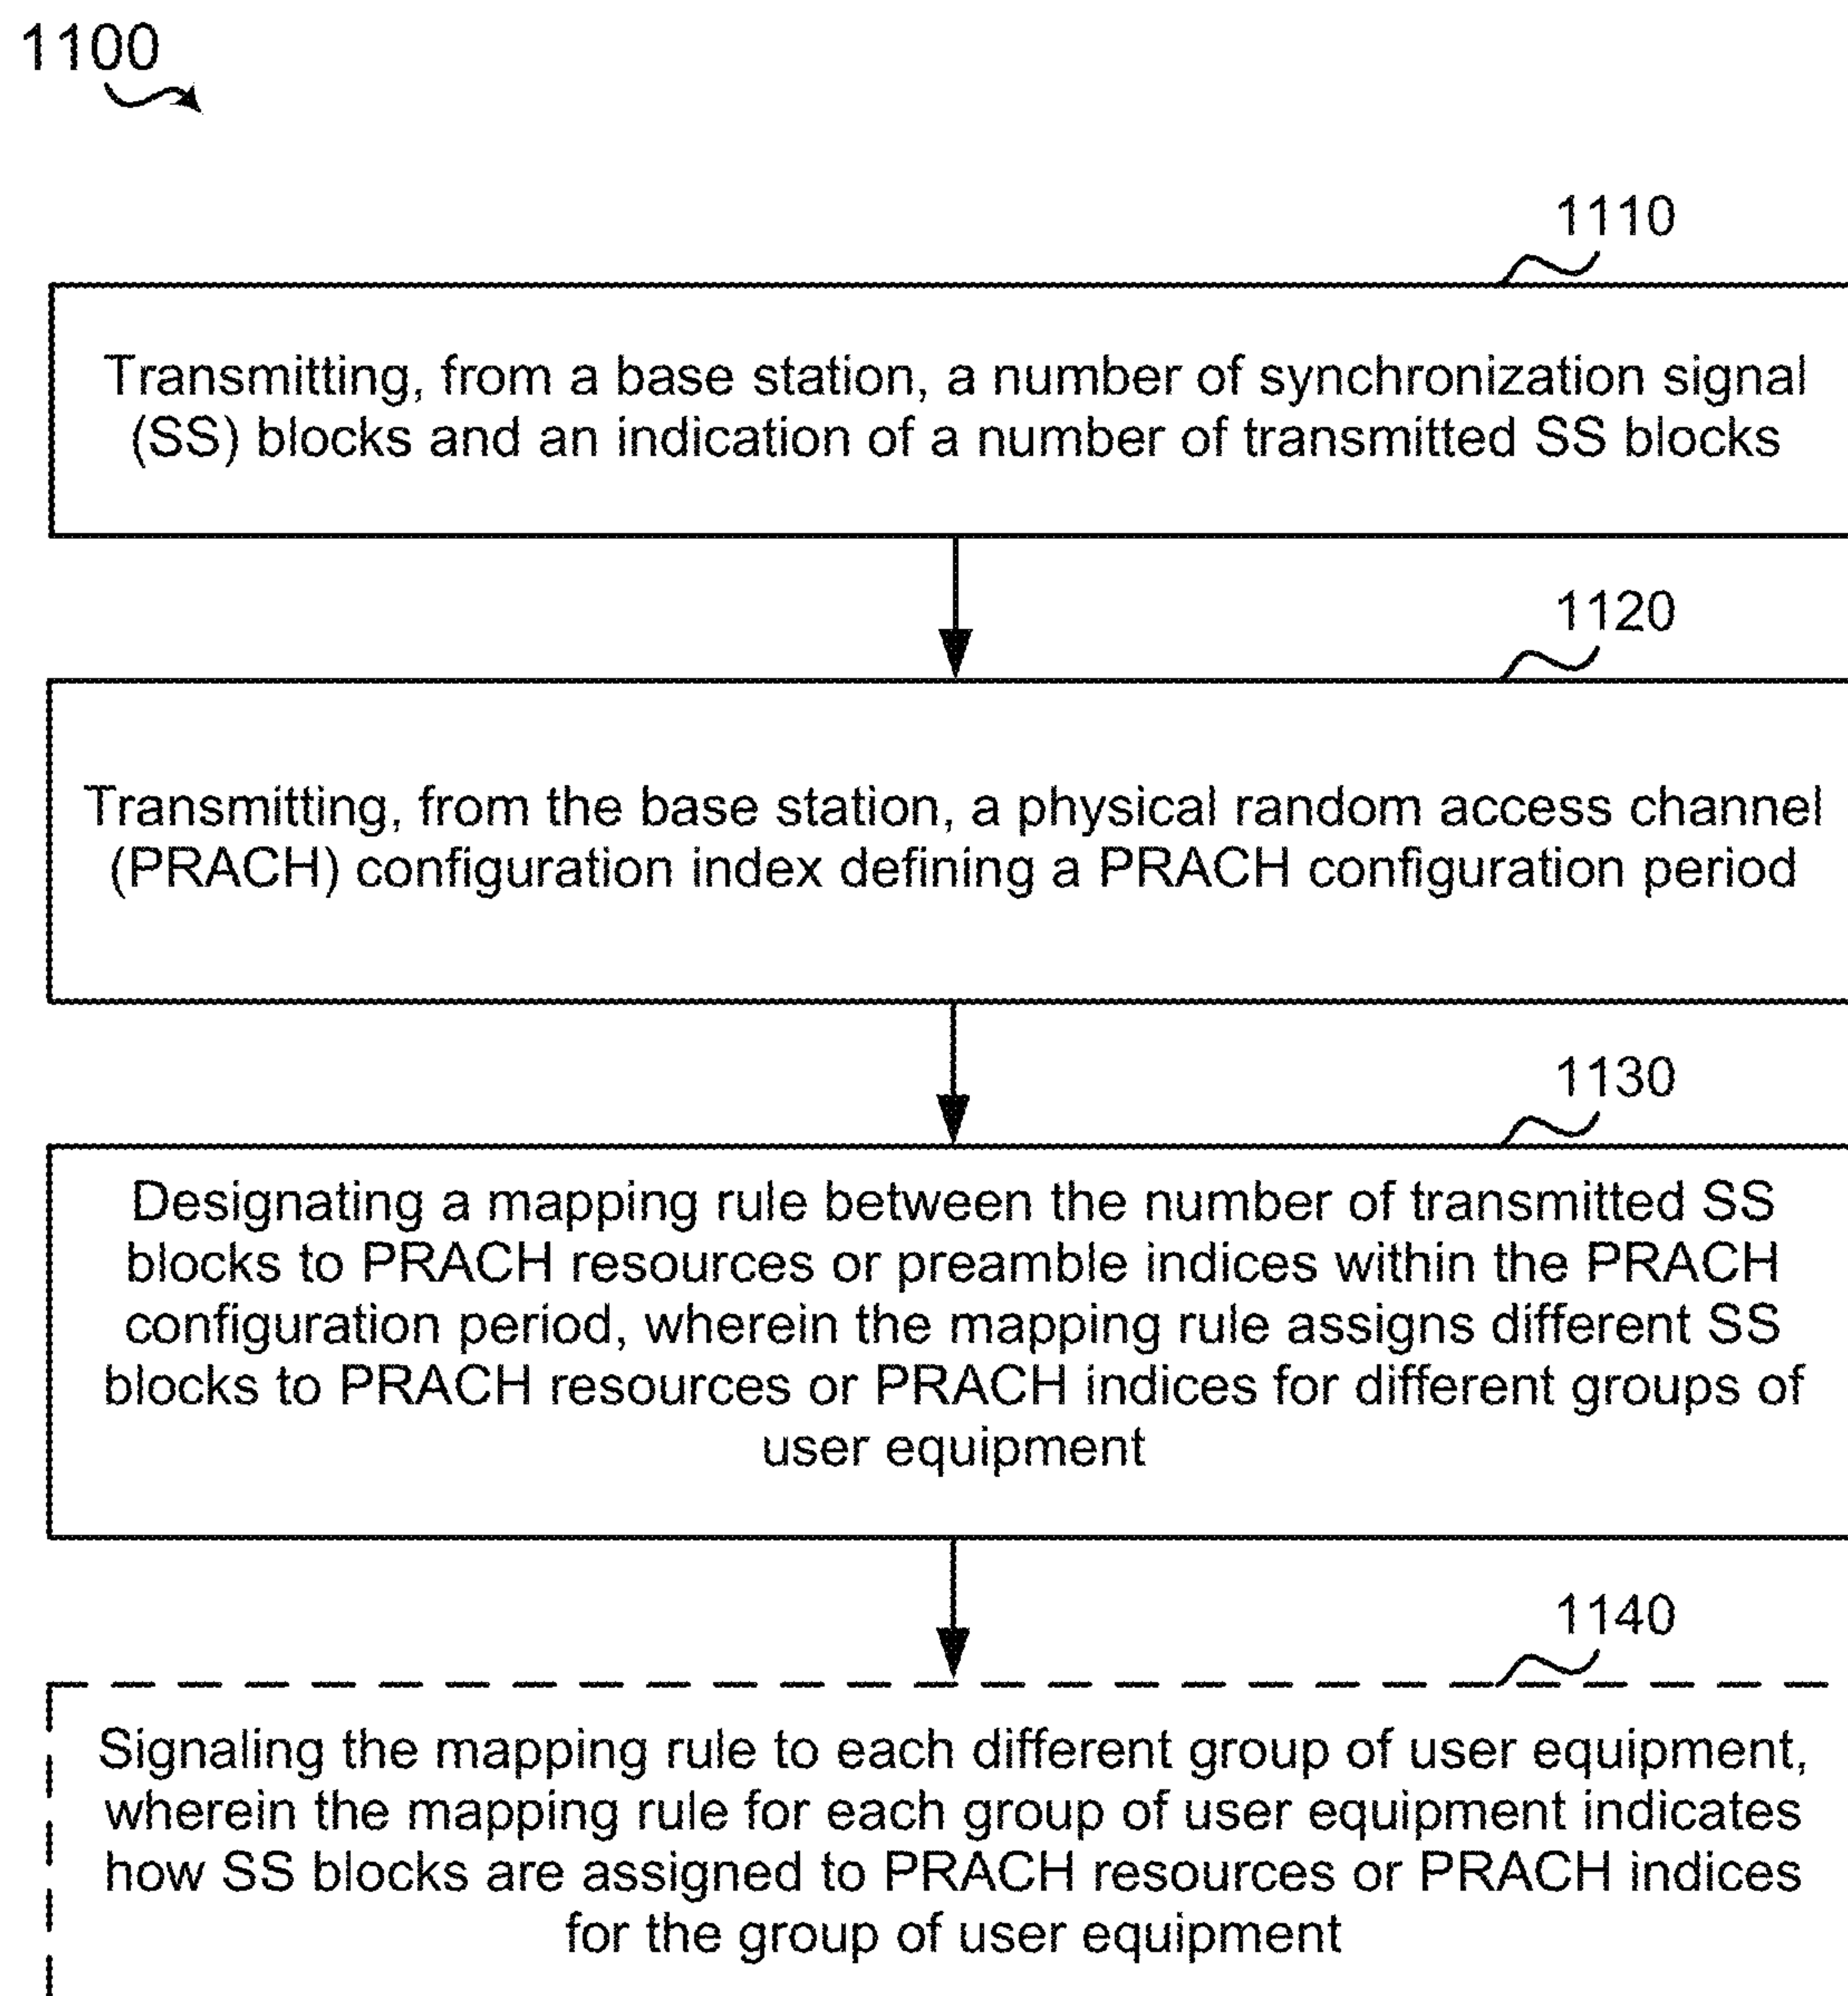 1100
1110
Transmitting, from a base station, a number of synchronization signal
(SS) blocks and an indication of a number of transmitted SS blocks
1120
Transmitting, from the base station, a physical random access channel
(PRACH) configuration index defining a PRACH configuration period
1130
Designating a mapping rule between the number of transmitted SS
blocks to PRACH resources or preamble indices within the PRACH
configuration period, wherein the mapping rule assigns different SS
blocks to PRACH resources or PRACH indices for different groups of
user equipment
1140
Signaling the mapping rule to each different group of user equipment,
wherein the mapping rule for each group of user equipment indicates
how SS blocks are assigned to PRACH resources or PRACH indices
for the group of user equipment